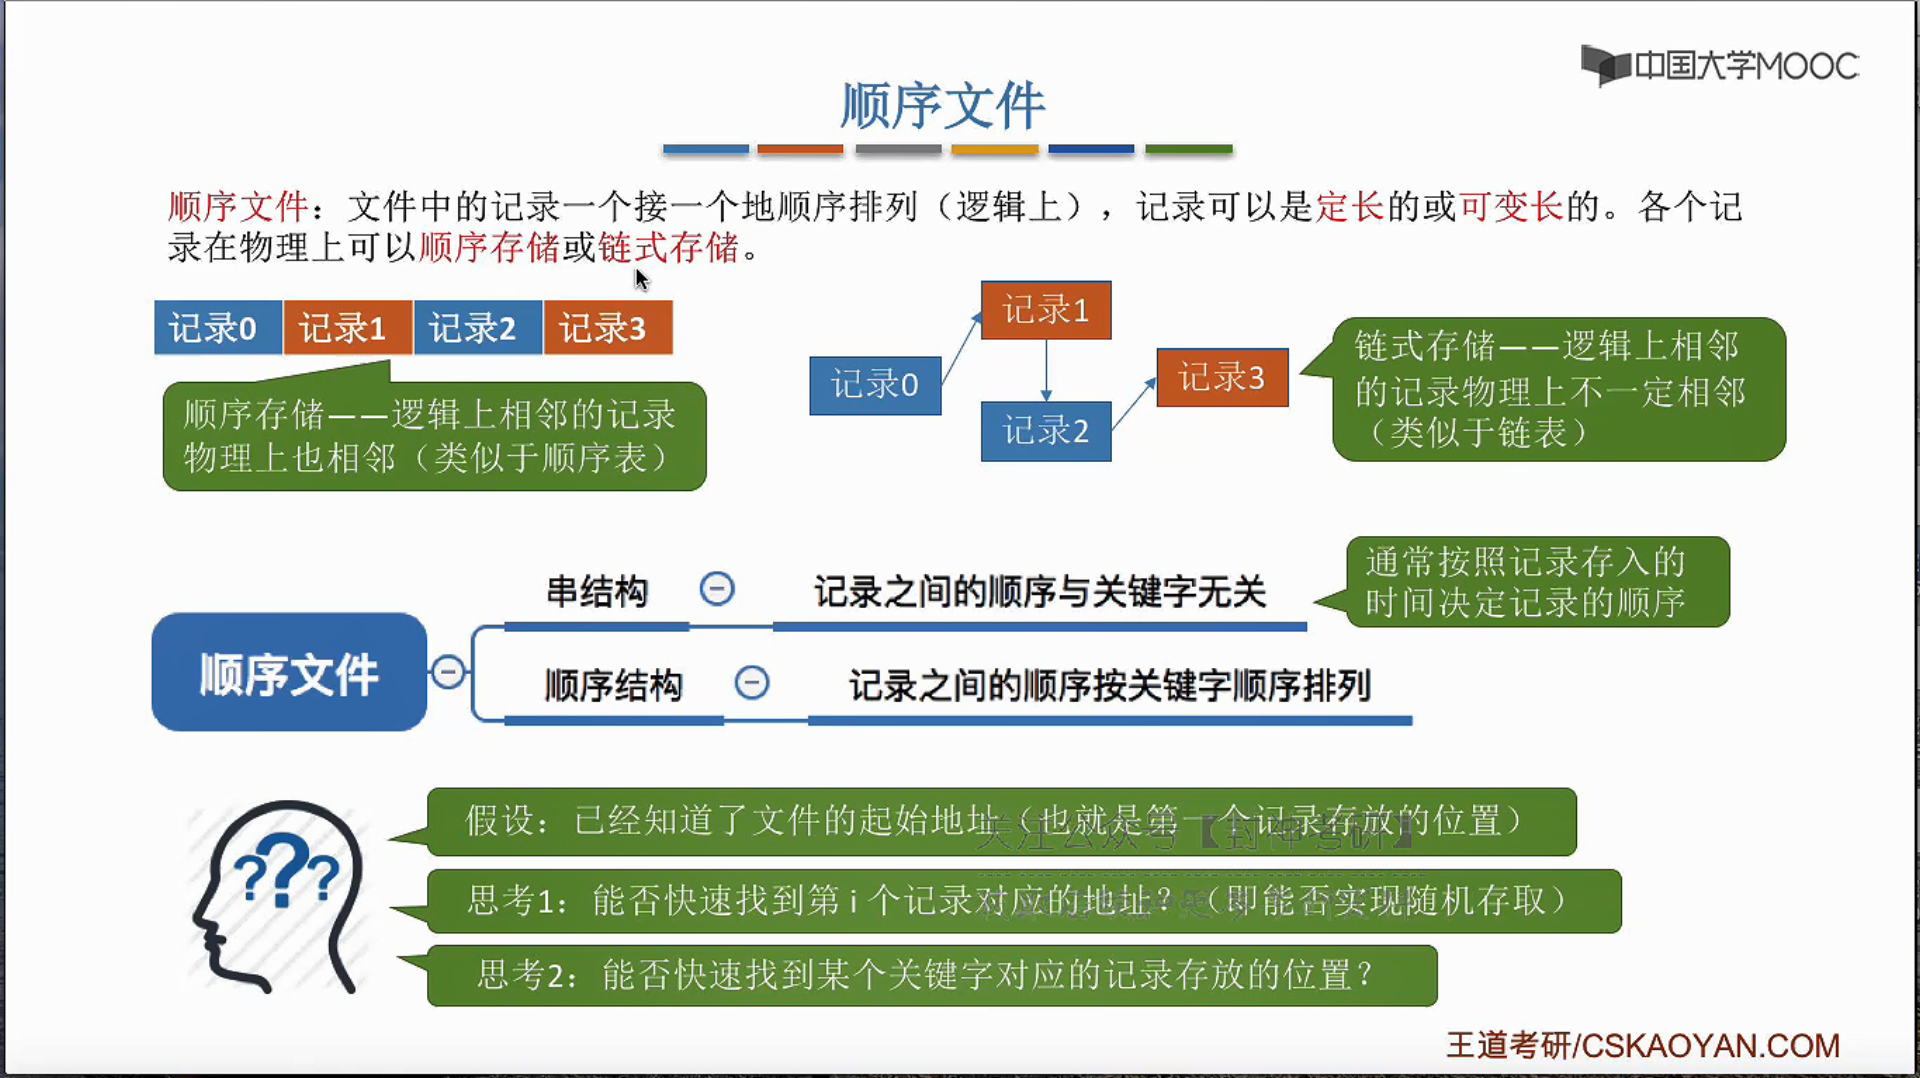 中国大学MOOC
顺序文件
顺序文件：文件中的记录一个接一个地顺序排列（逻辑上），记录可以是定长的或可变长的。各个记
录在物理上可以顺序存储或链式存储。
记录0 记录1 记录2 记录3
顺序存储——逻辑上相邻的记录
物理上也相邻（类似于顺序表）
记录0
记录1
记录2
记录3
链式存储——逻辑上相邻
的记录物理上不一定相邻
（类似于链表）
顺序文件
串结构
记录之间的顺序与关键字无关
通常按照记录存入的
时间决定记录的顺序
顺序结构
记录之间的顺序按关键字顺序排列
???
假设：已经知道了文件的起始地址（也就是第一个记录存放的位置）
关注公众号【封神考研】
思考1：能否快速找到第 i 个记录对应的地址？（即能否实现随机存取）
思考2：能否快速找到某个关键字对应的记录存放的位置？
王道考研/CSKAOYAN.COM